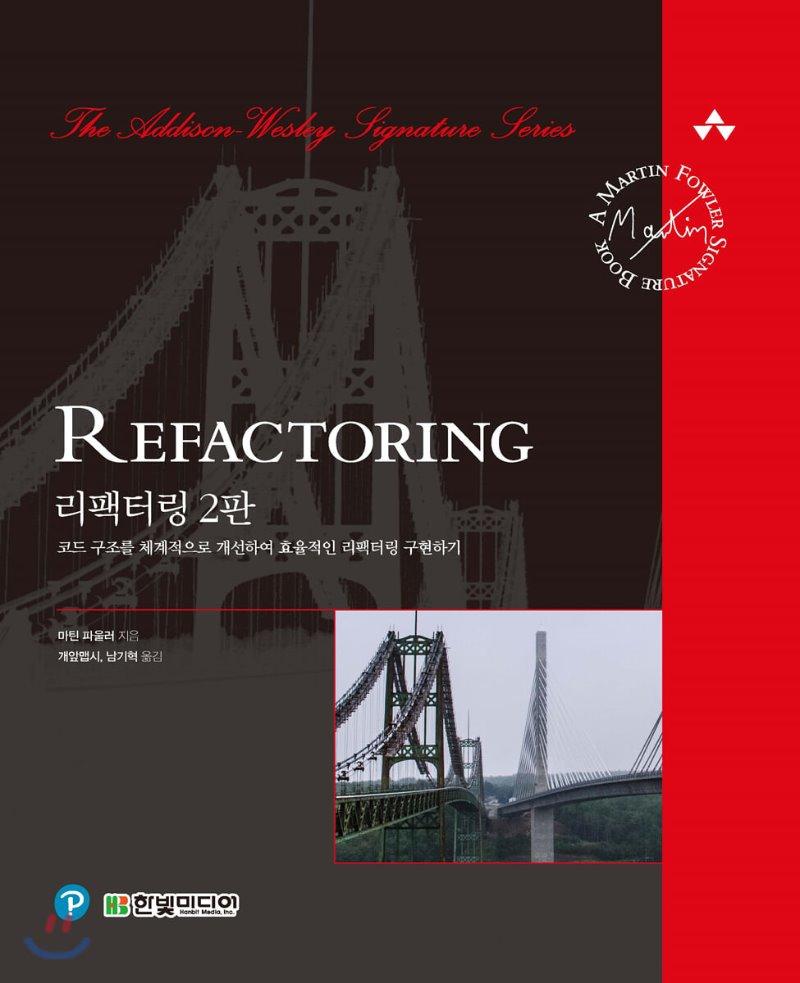 The Addison-Wesley Signature Series
A MARTIN FOWLER SIGNATURE BOOK
Martin
REFACTORING
리팩터링 2판
코드 구조를 체계적으로 개선하여 효율적인 리팩터링 구현하기
마틴 파울러 지음
개앞맵시, 남기혁 옮김
P
HB 한빛미디어
Hanbit Media, Inc.